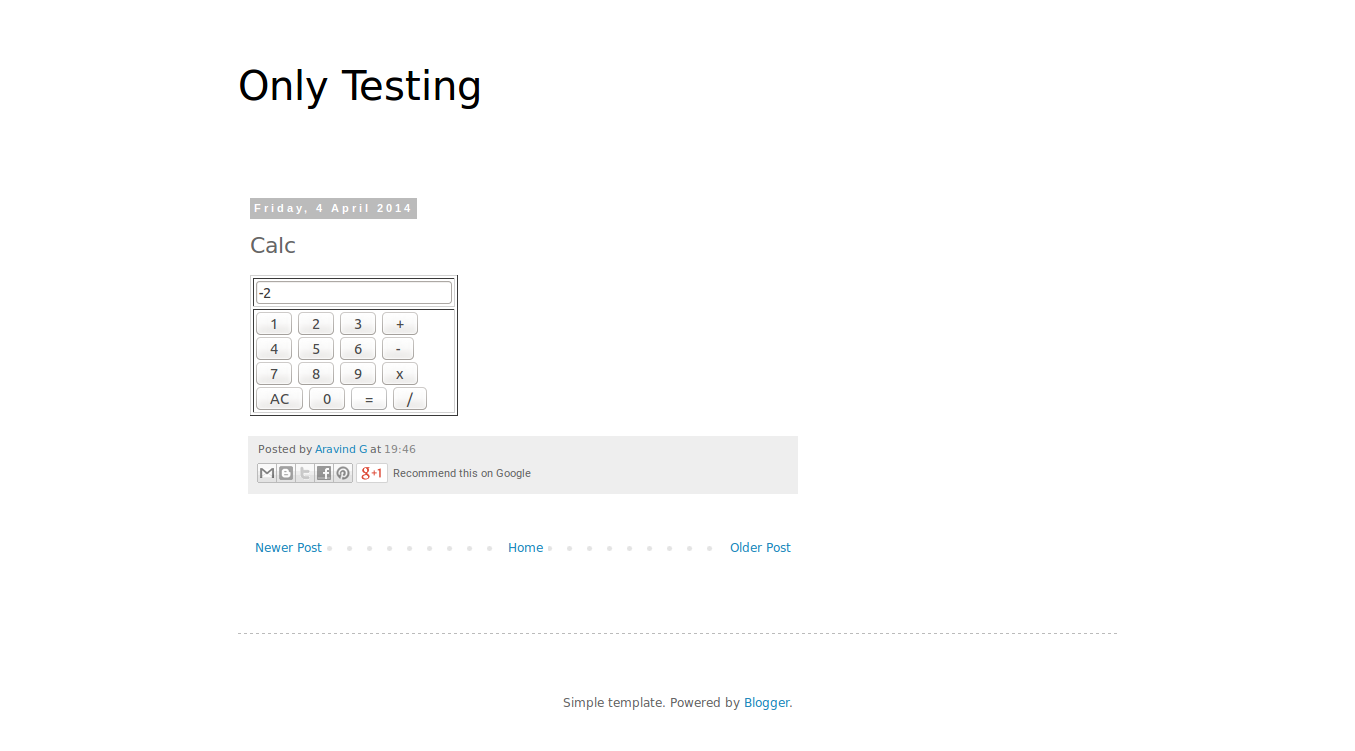 Only Testing
Friday, 4 April 2014
Calc
-2
1 2 3 +
4 5 6 -
7 8 9 x
AC 0 = /
Posted by Aravind G at 19:46
g+1 Recommend this on Google
Newer Post Home Older Post
Simple template. Powered by Blogger.